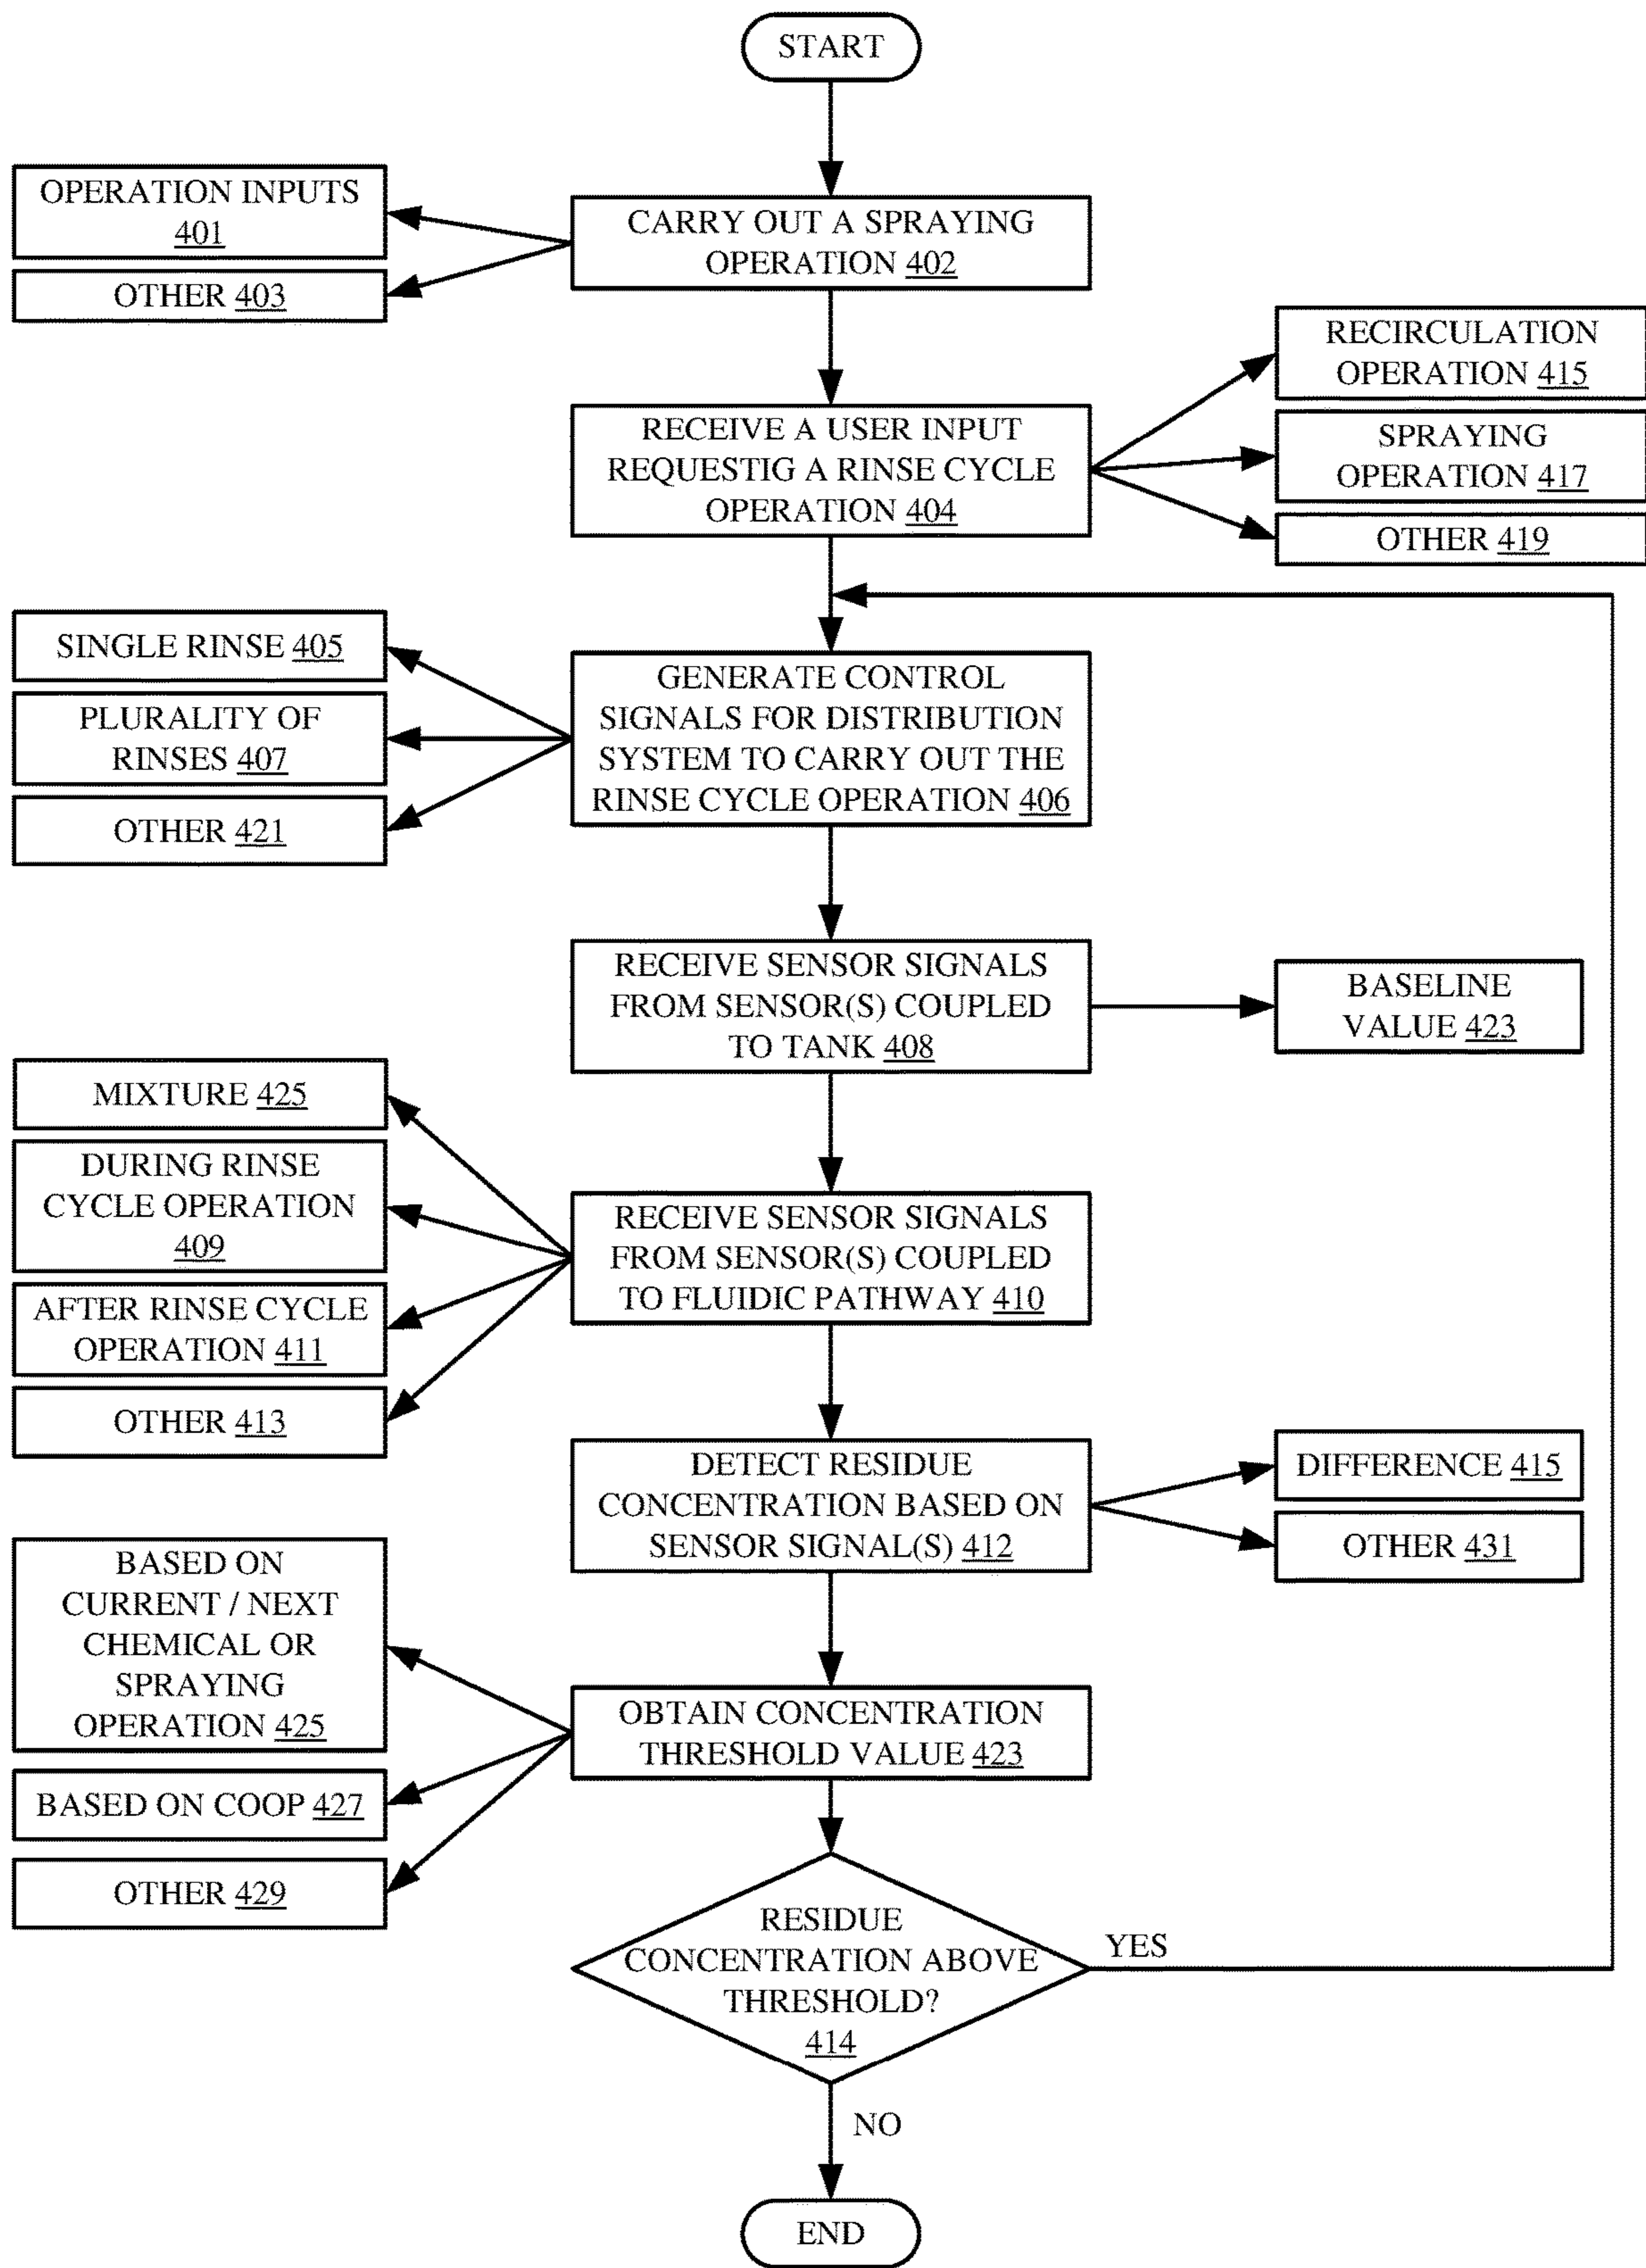 START
OPERATION INPUTS
401
OTHER 403
CARRY OUT A SPRAYING
OPERATION 402
RECEIVE A USER INPUT
REQUESTIG A RINSE CYCLE
OPERATION 404
RECIRCULATION
OPERATION 415
SPRAYING
OPERATION 417
OTHER 419
SINGLE RINSE 405
PLURALITY OF
RINSES 407
OTHER 421
GENERATE CONTROL
SIGNALS FOR DISTRIBUTION
SYSTEM TO CARRY OUT THE
RINSE CYCLE OPERATION 406
RECEIVE SENSOR SIGNALS
FROM SENSOR(S) COUPLED
TO TANK 408
BASELINE
VALUE 423
MIXTURE 425
DURING RINSE
CYCLE OPERATION
409
AFTER RINSE CYCLE
OPERATION 411
OTHER 413
RECEIVE SENSOR SIGNALS
FROM SENSOR(S) COUPLED
TO FLUIDIC PATHWAY 410
DETECT RESIDUE
CONCENTRATION BASED ON
SENSOR SIGNAL(S) 412
DIFFERENCE 415
OTHER 431
BASED ON
CURRENT / NEXT
CHEMICAL OR
SPRAYING
OPERATION 425
BASED ON COOP 427
OTHER 429
OBTAIN CONCENTRATION
THRESHOLD VALUE 423
RESIDUE
CONCENTRATION ABOVE
THRESHOLD?
414
YES
NO
END